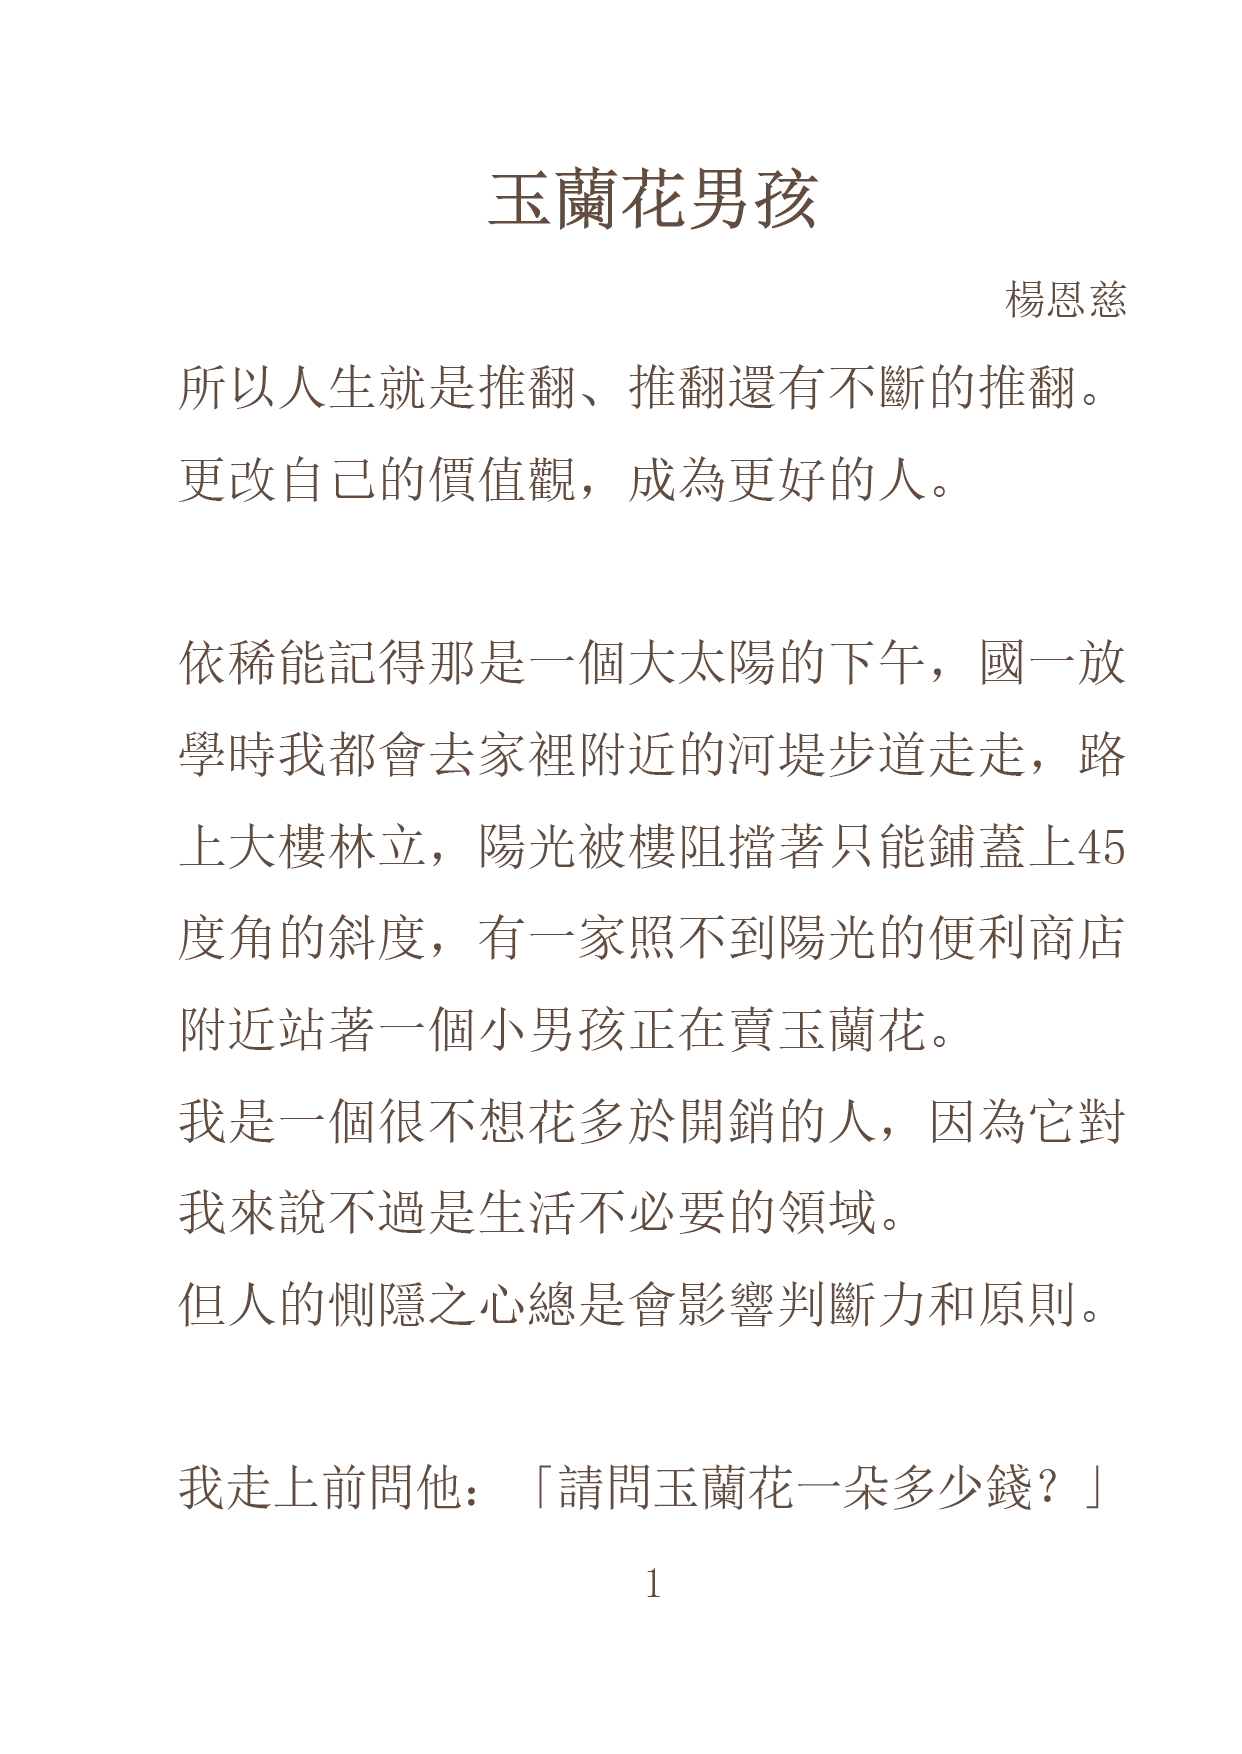 玉蘭花男孩
楊恩慈
所以人生就是推翻、推翻還有不斷的推翻。
更改自己的價值觀，成為更好的人。
依稀能記得那是一個大太陽的下午，國一放
學時我都會去家裡附近的河堤步道走走，路
上大樓林立，陽光被樓阻擋著只能鋪蓋上45
度角的斜度，有一家照不到陽光的便利商店
附近站著一個小男孩正在賣玉蘭花。
我是一個很不想花多於開銷的人，因為它對
我來說不過是生活不必要的領域。
但人的惻隱之心總是會影響判斷力和原則。
我走上前問他：「請問玉蘭花一朵多少錢？」
1